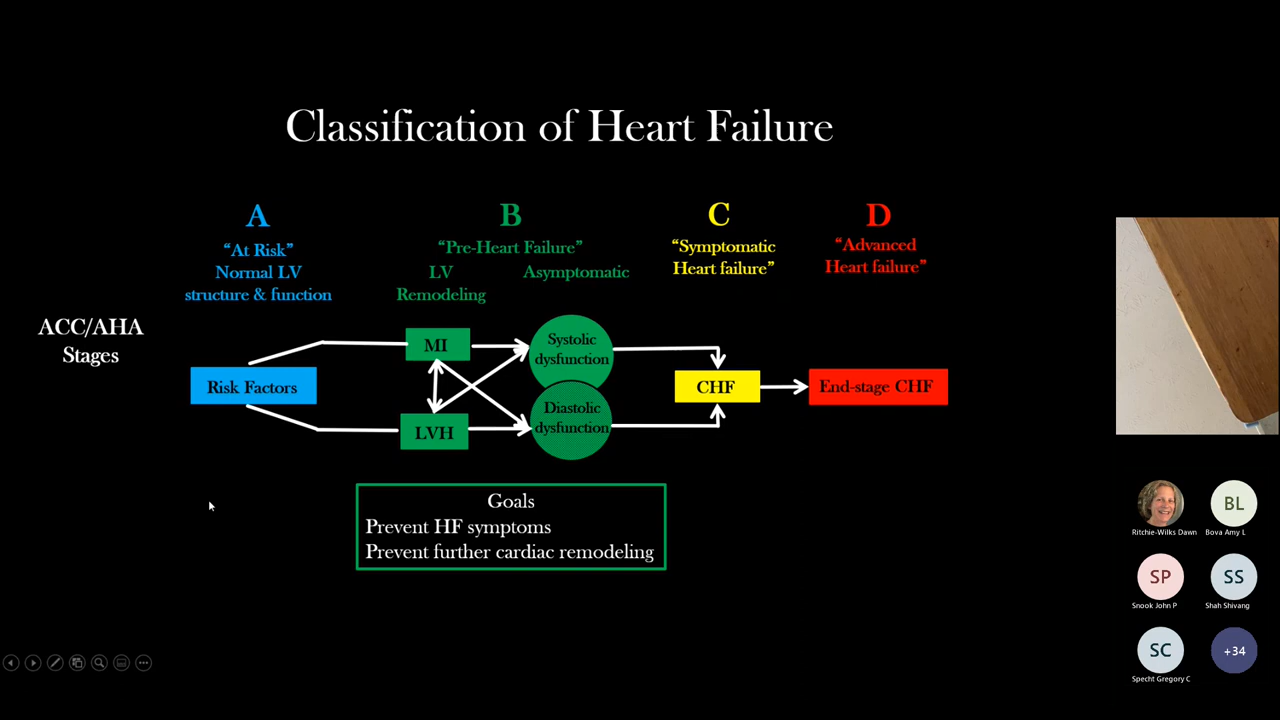 Classification of Heart Failure
A
“At Risk”
Normal LV
structure & function
B
“Pre-Heart Failure”
LV
Remodeling
Asymptomatic
C
“Symptomatic
Heart failure”
D
“Advanced
Heart failure”
ACC/AHA
Stages
Risk Factors
MI
LVH
Systolic
dysfunction
Diastolic
dysfunction
CHF
End-stage CHF
Goals
Prevent HF symptoms
Prevent further cardiac remodeling
Ritchie-Wilks Dawn
BL
Bova Amy L
SP
Snook John P
SS
Shah Shivang
SC
Specht Gregory C
+34